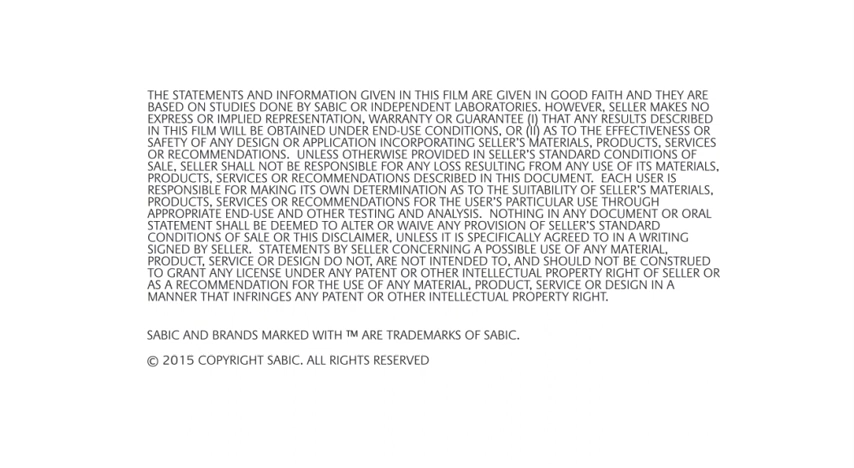 THE STATEMENTS AND INFORMATION GIVEN IN THIS FILM ARE GIVEN IN GOOD FAITH AND THEY ARE
BASED ON STUDIES DONE BY SABIC OR INDEPENDENT LABORATORIES. HOWEVER, SELLER MAKES NO
EXPRESS OR IMPLIED REPRESENTATION, WARRANTY OR GUARANTEE (I) THAT ANY RESULTS DESCRIBED
IN THIS FILM WILL BE OBTAINED UNDER END-USE CONDITIONS, OR (II) AS TO THE EFFECTIVENESS OR
SAFETY OF ANY DESIGN OR APPLICATION INCORPORATING SELLER'S MATERIALS, PRODUCTS, SERVICES
OR RECOMMENDATIONS.  UNLESS OTHERWISE PROVIDED IN SELLER'S STANDARD CONDITIONS OF
SALE, SELLER SHALL NOT BE RESPONSIBLE FOR ANY LOSS RESULTING FROM ANY USE OF ITS MATERIALS,
PRODUCTS, SERVICES OR RECOMMENDATIONS DESCRIBED IN THIS DOCUMENT.  EACH USER IS
RESPONSIBLE FOR MAKING ITS OWN DETERMINATION AS TO THE SUITABILITY OF SELLER'S MATERIALS,
PRODUCTS, SERVICES OR RECOMMENDATIONS FOR THE USER'S PARTICULAR USE THROUGH
APPROPRIATE END-USE AND OTHER TESTING AND ANALYSIS.  NOTHING IN ANY DOCUMENT OR ORAL
STATEMENT SHALL BE DEEMED TO ALTER OR WAIVE ANY PROVISION OF SELLER'S STANDARD
CONDITIONS OF SALE OR THIS DISCLAIMER, UNLESS IT IS SPECIFICALLY AGREED TO IN A WRITING
SIGNED BY SELLER.  STATEMENTS BY SELLER CONCERNING A POSSIBLE USE OF ANY MATERIAL,
PRODUCT, SERVICE OR DESIGN DO NOT, ARE NOT INTENDED TO, AND SHOULD NOT BE CONSTRUED
TO GRANT ANY LICENSE UNDER ANY PATENT OR OTHER INTELLECTUAL PROPERTY RIGHT OF SELLER OR
AS A RECOMMENDATION FOR THE USE OF ANY MATERIAL, PRODUCT, SERVICE OR DESIGN IN A
MANNER THAT INFRINGES ANY PATENT OR OTHER INTELLECTUAL PROPERTY RIGHT.
SABIC AND BRANDS MARKED WITH ™ ARE TRADEMARKS OF SABIC.
© 2015 COPYRIGHT SABIC. ALL RIGHTS RESERVED